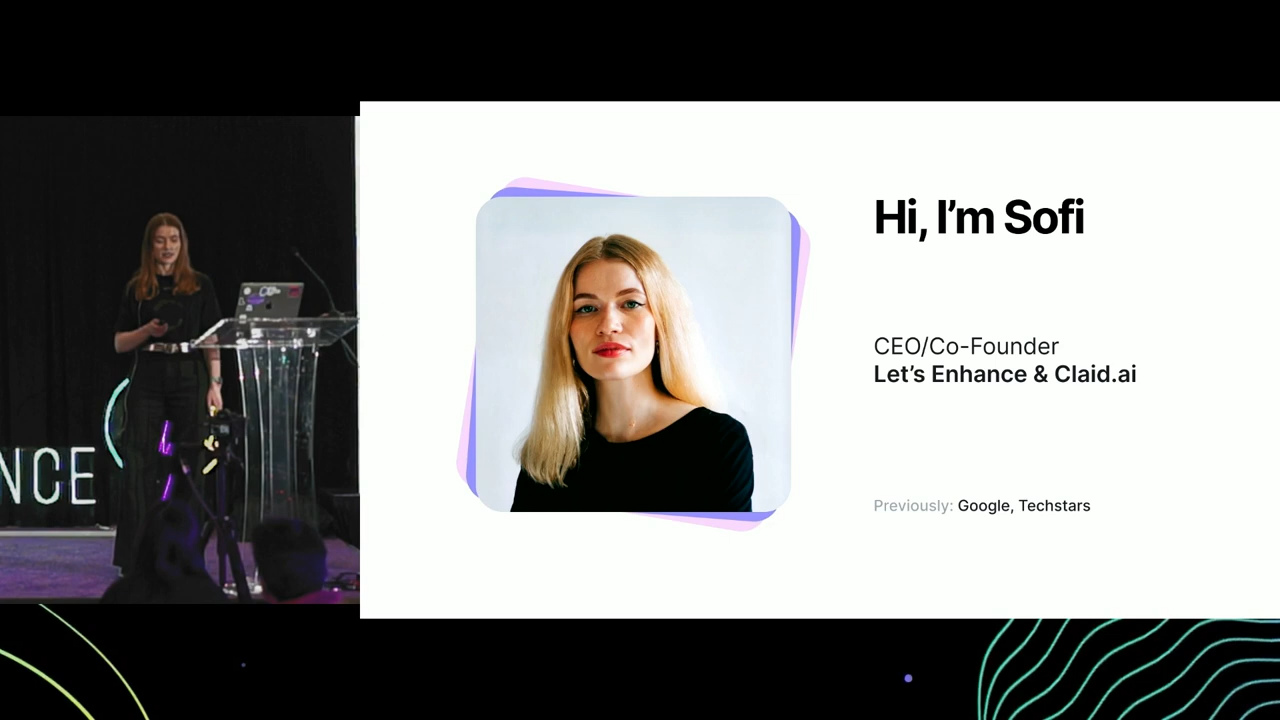 NCE
Hi, I’m Sofi
CEO/Co-Founder
Let’s Enhance & Claid.ai
Previously: Google, Techstars